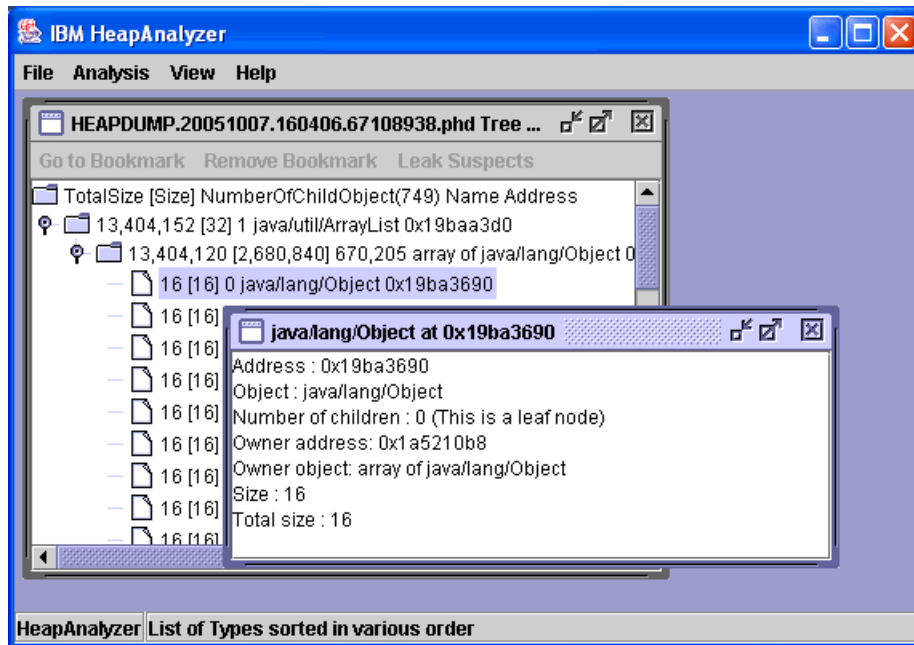 IBM HeapAnalyzer
File Analysis View Help
HEAPDUMP.20051007.160406.67108938.phd Tree ...
Go to Bookmark Remove Bookmark Leak Suspects
TotalSize [Size] NumberOfChildObject(749) Name Address
13,404,152 [32] 1 java/util/ArrayList 0x19baa3d0
13,404,120 [2,680,840] 670,205 array of java/lang/Object 0
16 [16] 0 java/lang/Object 0x19ba3690
16 [16]
16 [16]
16 [16]
16 [16]
16 [16]
16 [16]
16 [16]
16 [16]
java/lang/Object at 0x19ba3690
Address : 0x19ba3690
Object : java/lang/Object
Number of children : 0 (This is a leaf node)
Owner address: 0x1a5210b8
Owner object: array of java/lang/Object
Size : 16
Total size : 16
HeapAnalyzer List of Types sorted in various order